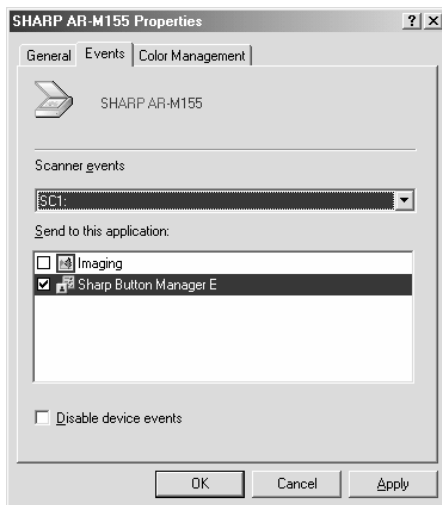 SHARP AR-M155 Properties ? X
General Events Color Management
SHARP AR-M155
Scanner events
SC1:
Send to this application:
Imaging
Sharp Button Manager E
Disable device events
OK Cancel Apply